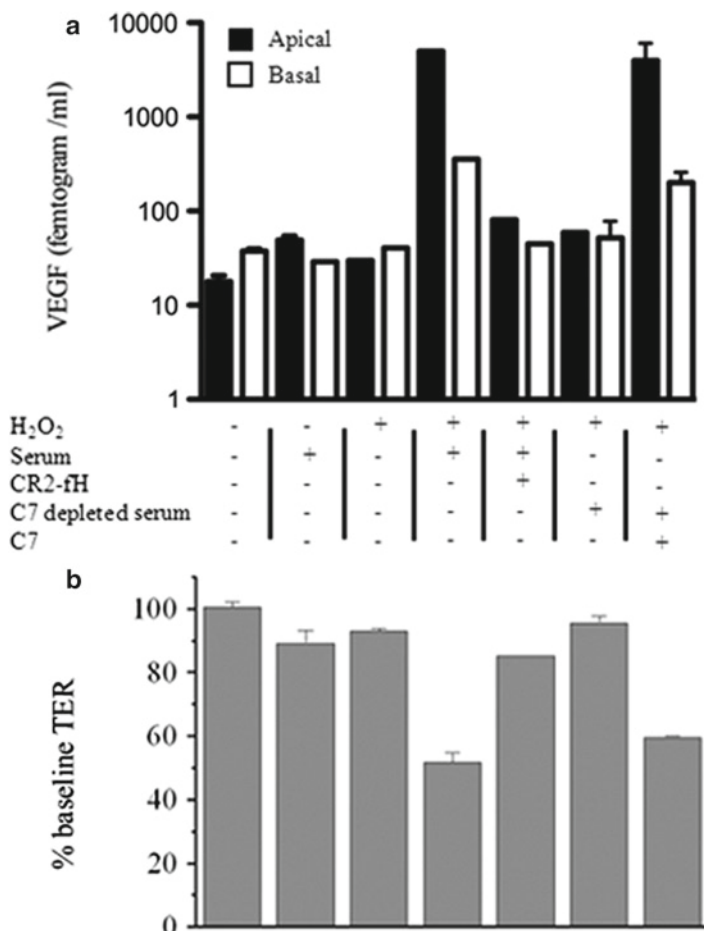 a
10000
1000
100
10
1
VEGF (femtogram /ml)
Apical
Basal
H₂O₂ - - + + + + +
Serum - + - + + - -
CR2-fH - - - - + - -
C7 depleted serum - - - - - + +
C7 - - - - - - +
b
100
80
60
40
20
0
% baseline TER